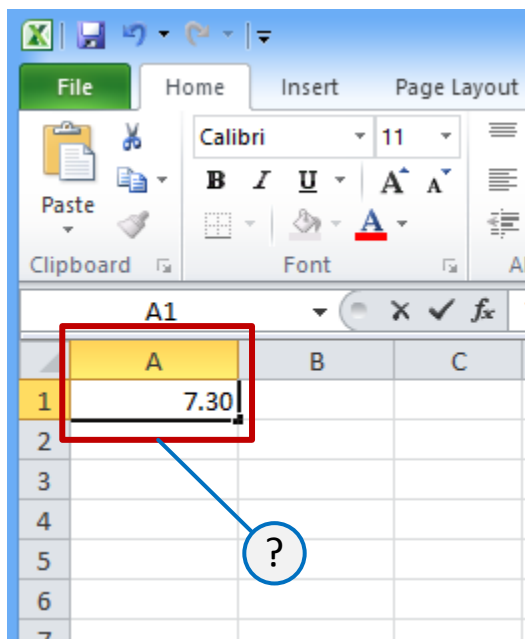 File Home Insert Page Layout
Calibri 11
B I U A A
Paste A
Clipboard Font
A1 fx
A B C
1 7.30
2
3
4
5 ?
6